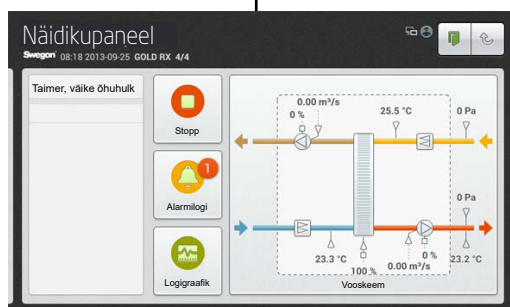 Näidikupaneel
Swegon 08:18 2013-09-25 GOLD RX 4/4
Taimer, väike õhuhulk
Stopp
1
Alarmilogi
Logigraafik
0.00 m³/s
0 %
25.5 °C
0 Pa
0 Pa
23.3 °C
100 %
0.00 m³/s
0 %
23.2 °C
Vooskeem